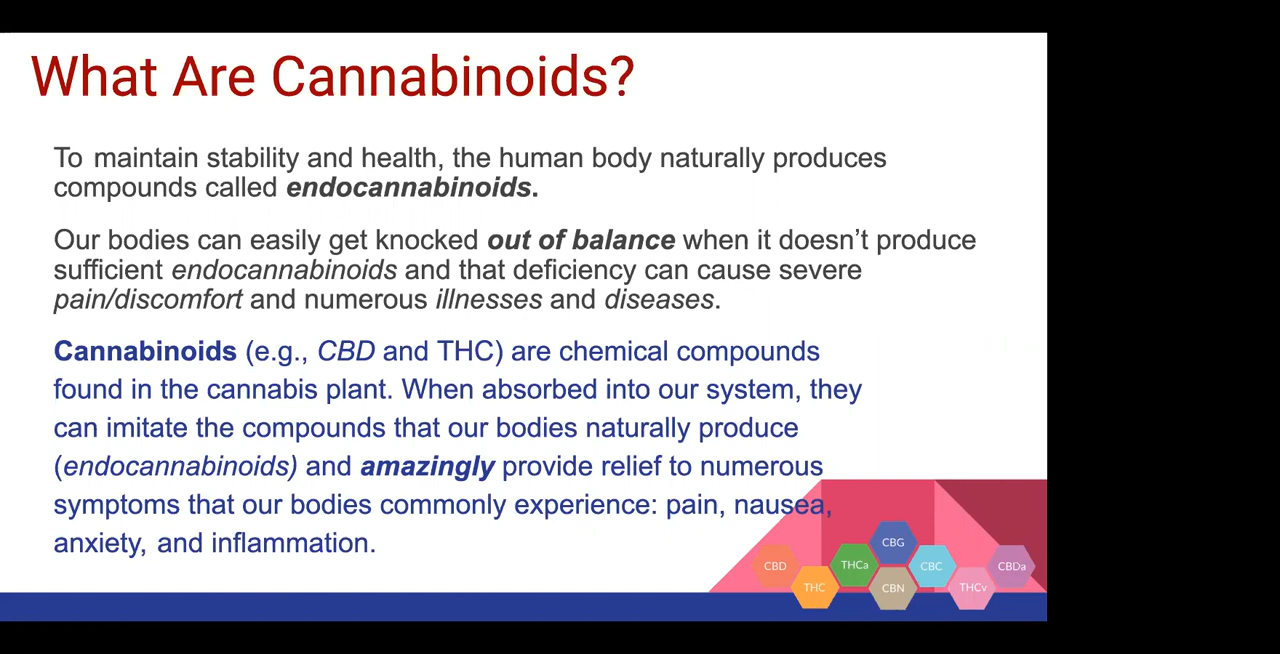 What Are Cannabinoids?
To maintain stability and health, the human body naturally produces
compounds called endocannabinoids.
Our bodies can easily get knocked out of balance when it doesn’t produce
sufficient endocannabinoids and that deficiency can cause severe
pain/discomfort and numerous illnesses and diseases.
Cannabinoids (e.g., CBD and THC) are chemical compounds
found in the cannabis plant. When absorbed into our system, they
can imitate the compounds that our bodies naturally produce
(endocannabinoids) and amazingly provide relief to numerous
symptoms that our bodies commonly experience: pain, nausea,
anxiety, and inflammation.
CBG
CBD THCa CBC CBDa
THC CBN THCv